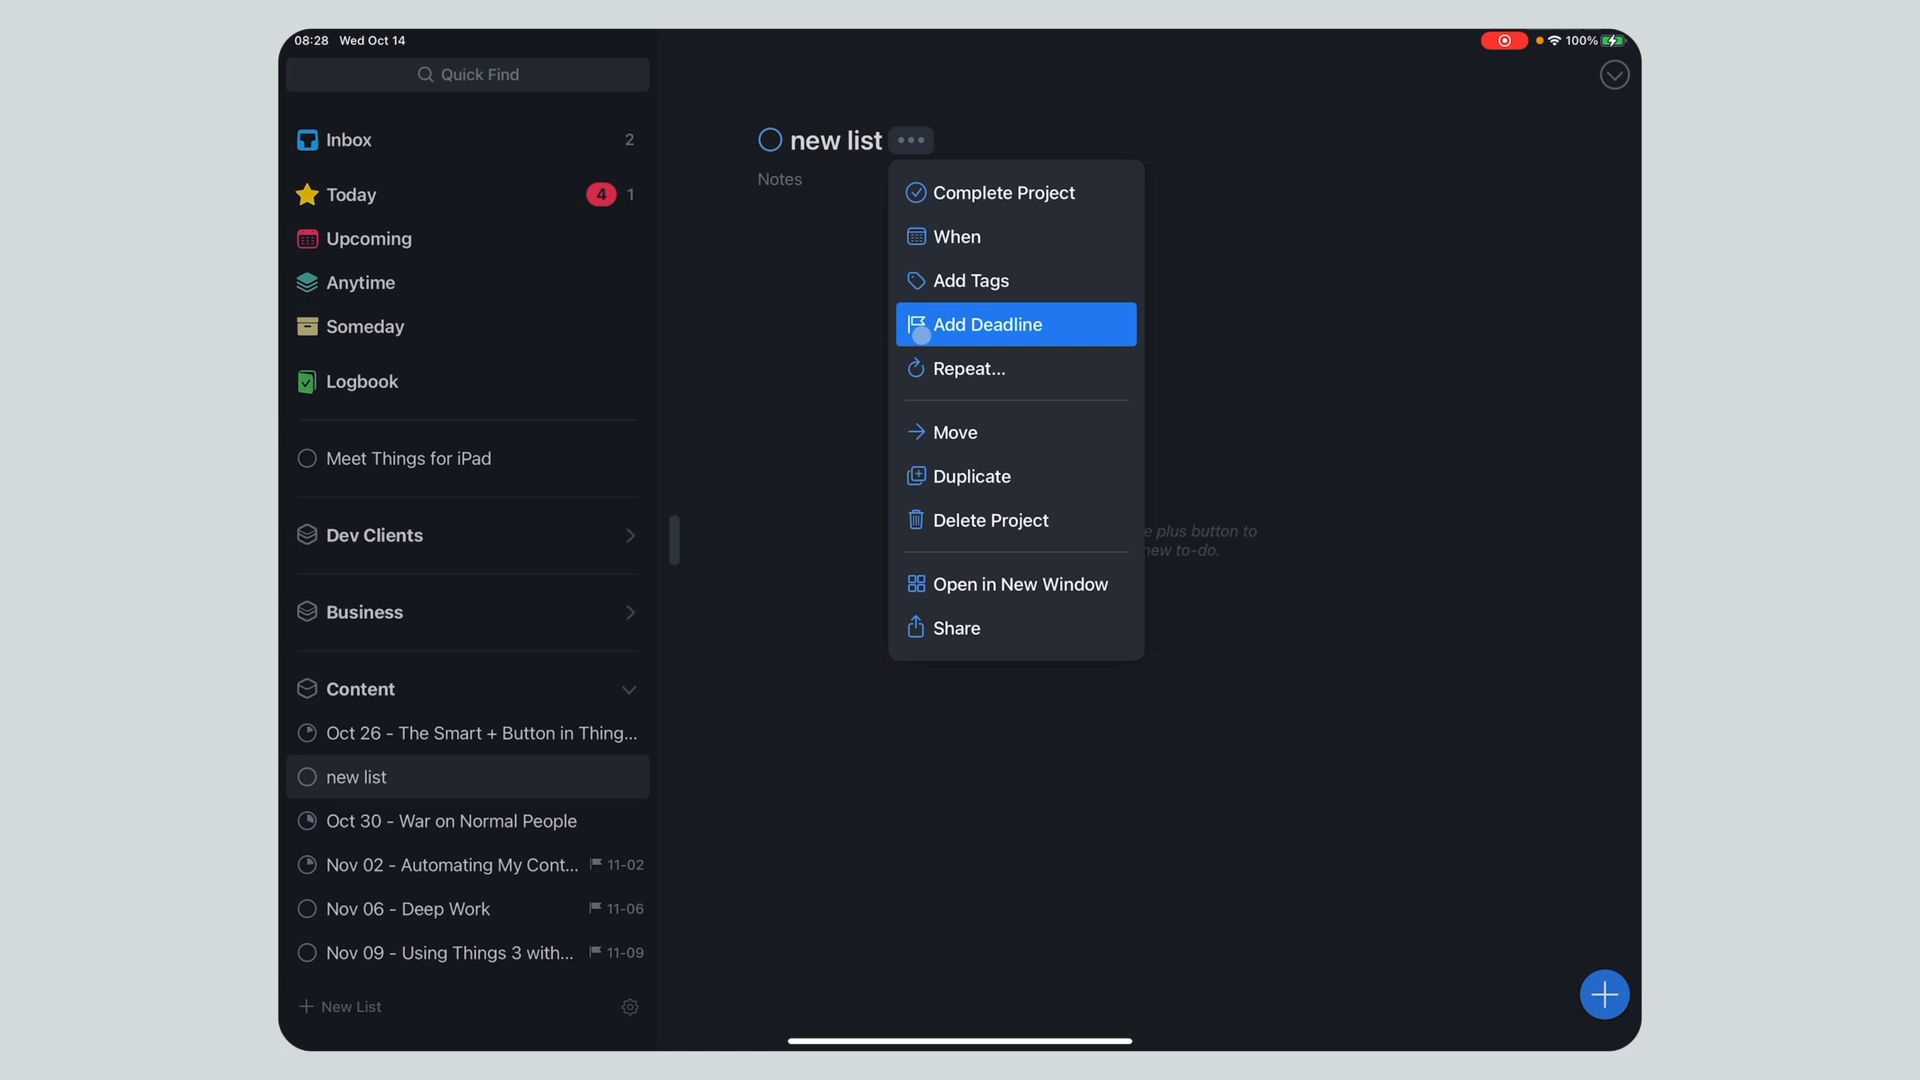 08:28 Wed Oct 14
100%
Quick Find
Inbox 2
Today 4 1
Upcoming
Anytime
Someday
Logbook
Meet Things for iPad
Dev Clients
Business
Content
Oct 26 - The Smart + Button in Thing...
new list
Oct 30 - War on Normal People
Nov 02 - Automating My Cont... 11-02
Nov 06 - Deep Work 11-06
Nov 09 - Using Things 3 with... 11-09
New List
new list
Notes
Complete Project
When
Add Tags
Add Deadline
Repeat...
Move
Duplicate
Delete Project
Open in New Window
Share
plus button to
new to-do.